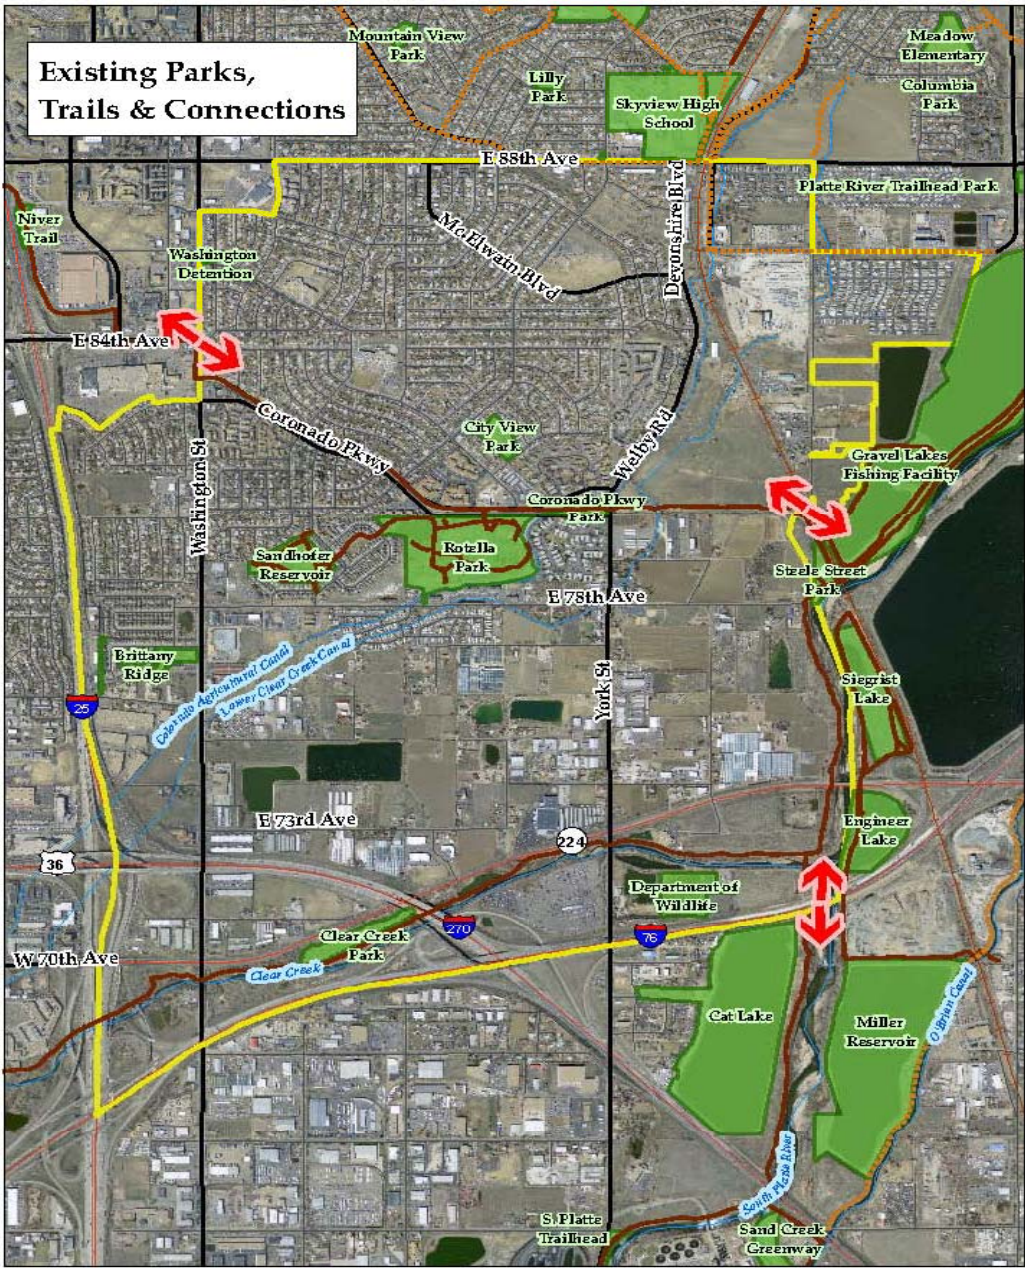 Existing Parks,
Trails & Connections
Mountain View
Park
Lilly
Park
Skyview High
School
Meadow
Elementary
Columbia
Park
E 88th Ave
Platte River Trailhead Park
Niver
Trail
Washington
Detention
McElwain Blvd
Devonshire Blvd
E 84th Ave
Coronado Pkwy
City View
Park
Welby Rd
Gravel Lakes
Fishing Facility
Washington St
Coronado Pkwy
Park
Sandhofer
Reservoir
Rotella
Park
Steele Street
Park
E 78th Ave
Brittany
Ridge
Colorado Agricultural Canal
Lower Clear Creek Canal
York St
Siegrist
Lake
25
E 73rd Ave
224
Engineer
Lake
36
Department of
Wildlife
270
76
Clear Creek
Park
W 70th Ave
Clear Creek
Cat Lake
Miller
Reservoir
O'Brian Canal
South Platte River
S. Platte
Trailhead
Sand Creek
Greenway